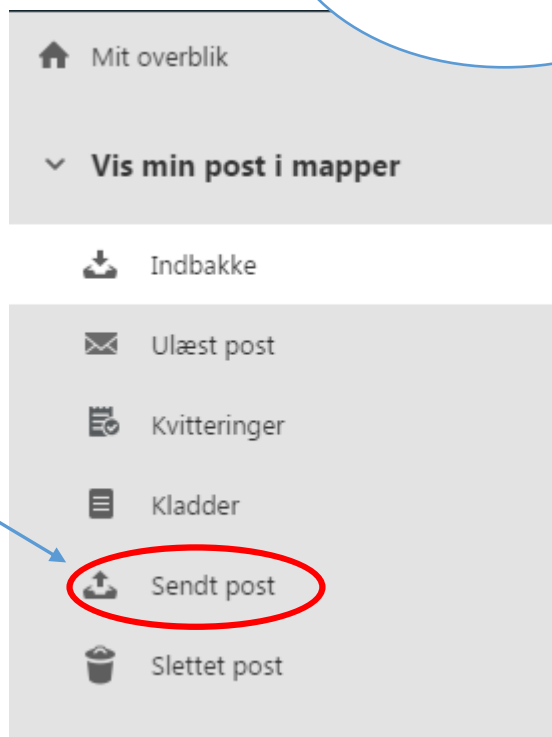 Mit overblik
Vis min post i mapper
Indbakke
Ulæst post
Kvitteringer
Kladder
Sendt post
Slettet post